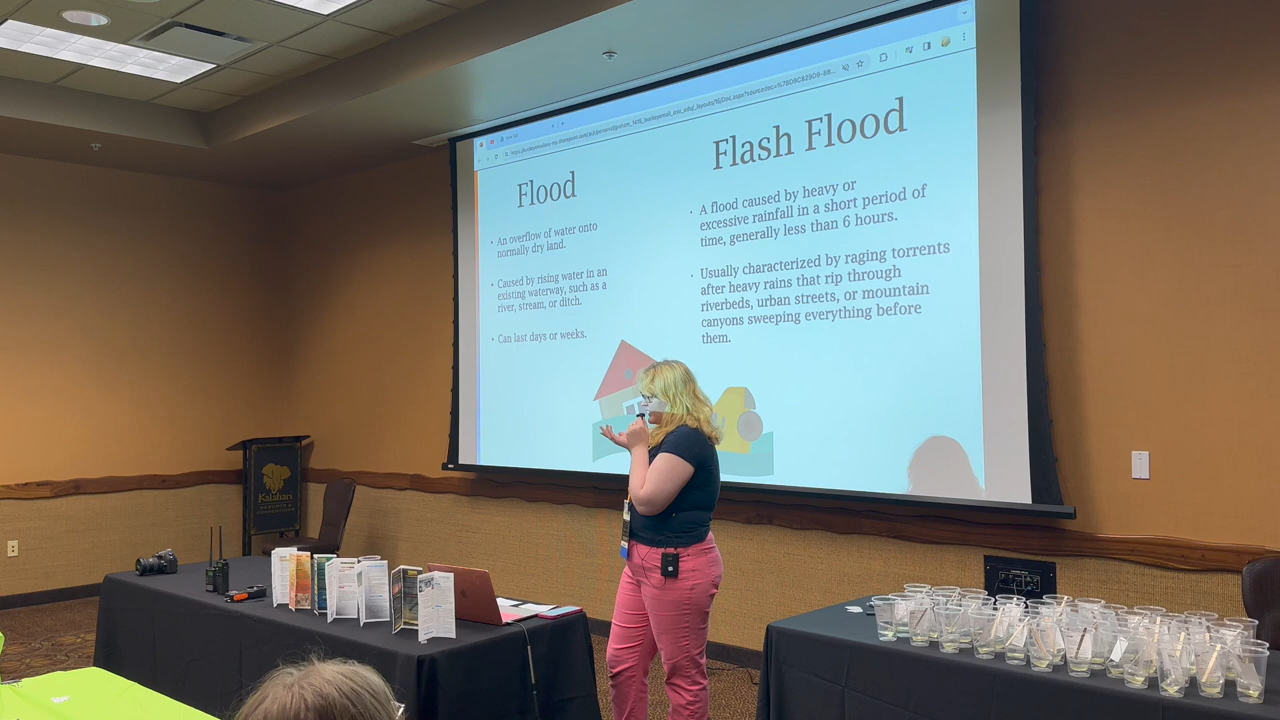 Flood
An overflow of water onto
normally dry land.
Caused by rising water in an
existing waterway, such as a
river, stream, or ditch.
Can last days or weeks.
Flash Flood
A flood caused by heavy or
excessive rainfall in a short period of
time, generally less than 6 hours.
Usually characterized by raging torrents
after heavy rains that rip through
riverbeds, urban streets, or mountain
canyons sweeping everything before
them.
Kalahari